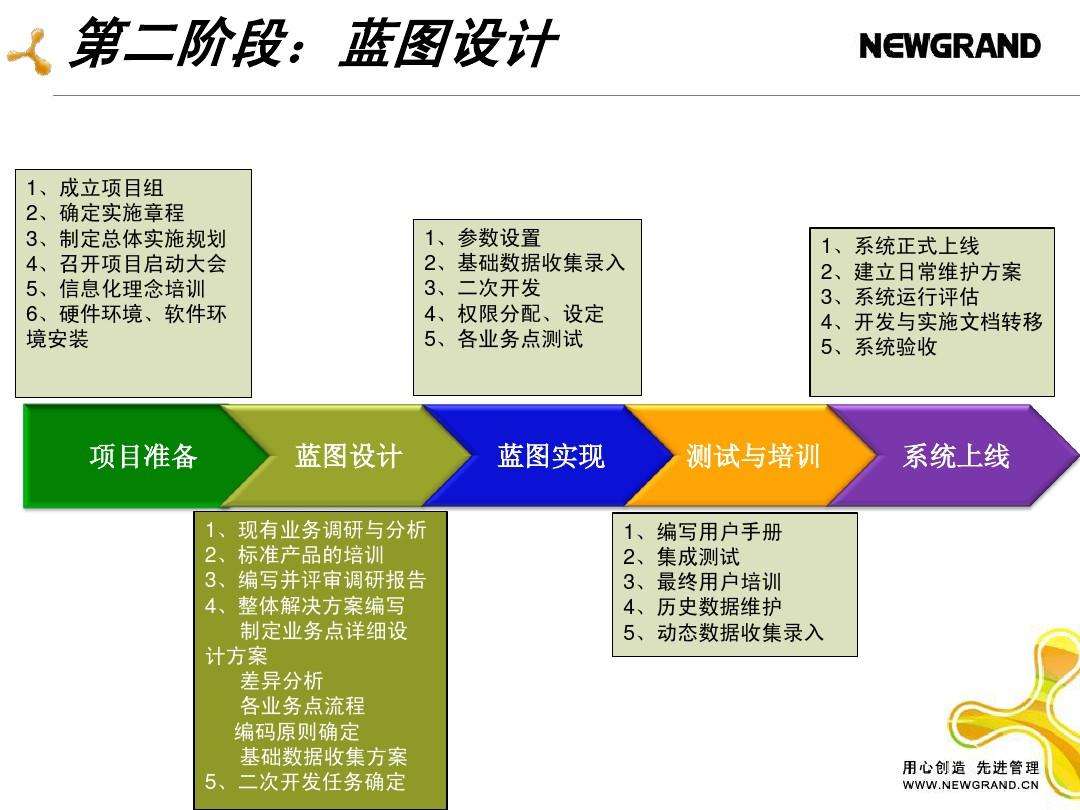 第二阶段：蓝图设计
NEWGRAND
1、成立项目组
2、确定实施章程
3、制定总体实施规划
4、召开项目启动大会
5、信息化理念培训
6、硬件环境、软件环
境安装
1、参数设置
2、基础数据收集录入
3、二次开发
4、权限分配、设定
5、各业务点测试
1、系统正式上线
2、建立日常维护方案
3、系统运行评估
4、开发与实施文档转移
5、系统验收
项目准备
蓝图设计
蓝图实现
测试与培训
系统上线
1、现有业务调研与分析
2、标准产品的培训
3、编写并评审调研报告
4、整体解决方案编写
制定业务点详细设
计方案
差异分析
各业务点流程
编码原则确定
基础数据收集方案
5、二次开发任务确定
1、编写用户手册
2、集成测试
3、最终用户培训
4、历史数据维护
5、动态数据收集录入
用心创造 先进管理
WWW.NEWGRAND.CN